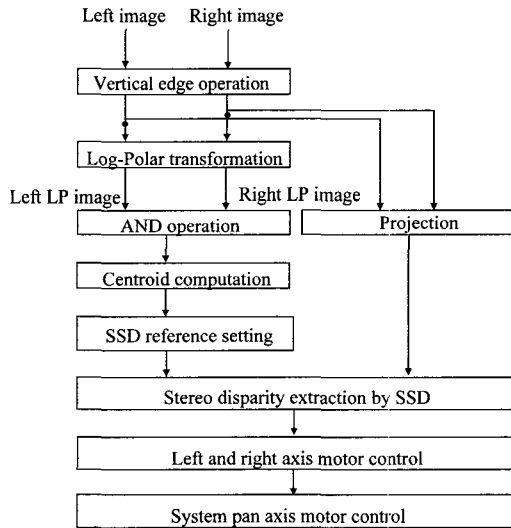 Left image
Right image
Vertical edge operation
Log-Polar transformation
Left LP image
Right LP image
AND operation
Projection
Centroid computation
SSD reference setting
Stereo disparity extraction by SSD
Left and right axis motor control
System pan axis motor control